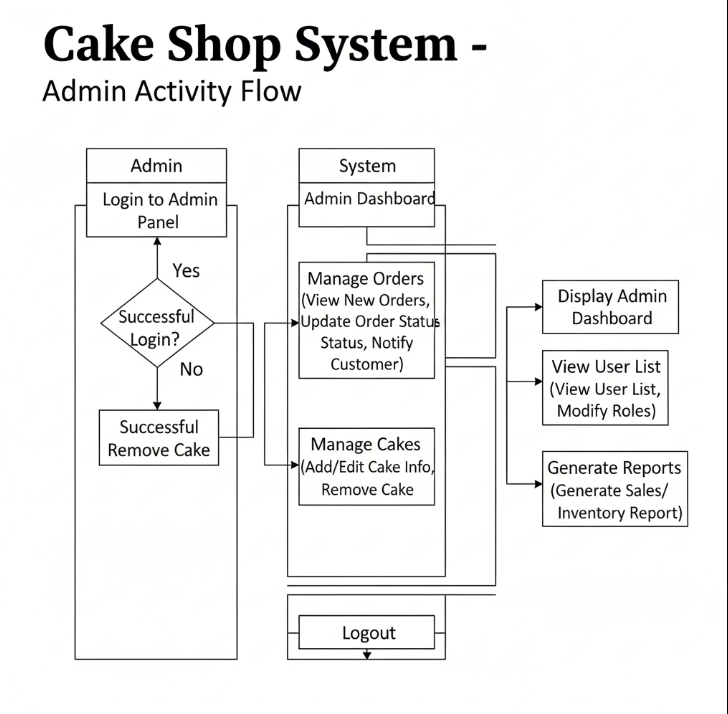 Cake Shop System -
Admin Activity Flow
Admin
Login to Admin
Panel
Yes
Successful
Login?
No
Successful
Remove Cake
System
Admin Dashboard
Manage Orders
(View New Orders,
Update Order Status
Status, Notify
Customer)
Manage Cakes
(Add/Edit Cake Info,
Remove Cake
Logout
Display Admin
Dashboard
View User List
(View User List,
Modify Roles)
Generate Reports
(Generate Sales/
Inventory Report)